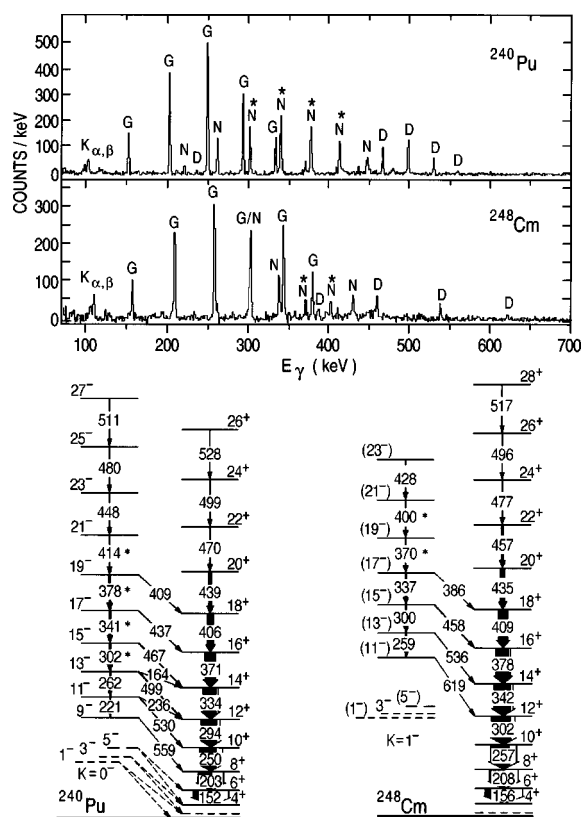 240Pu
500
400
300
200
100
0
COUNTS / keV
Kα,β
G
N
D
G
G
N
G
*
N
G
*
N
*
N
*
N
N
D
D
D
D
248Cm
300
200
100
0
Kα,β
G
G
G
G/N
N
G
*
N
G
D
*
N
N
D
D
D
100 200 300 400 500 600 700
Eγ ( keV )
27-
511
25-
480
23-
448
21-
414 *
19-
378 *
17-
341 *
15-
302 *
13-
262
11-
221
9-
5-
3-
1-
K = 0-
409
437
467
164
499
236
530
559
26+
528
24+
499
22+
470
20+
439
18+
406
16+
371
14+
334
12+
294
10+
250
8+
203
6+
152
4+
240Pu
(23-)
428
(21-)
400 *
(19-)
370 *
(17-)
337
(15-)
300
(13-)
259
(11-)
(5-)
3-
(1-)
K = 1-
386
458
536
619
28+
517
26+
496
24+
477
22+
457
20+
435
18+
409
16+
378
14+
342
12+
302
10+
257
8+
208
6+
156
4+
248Cm